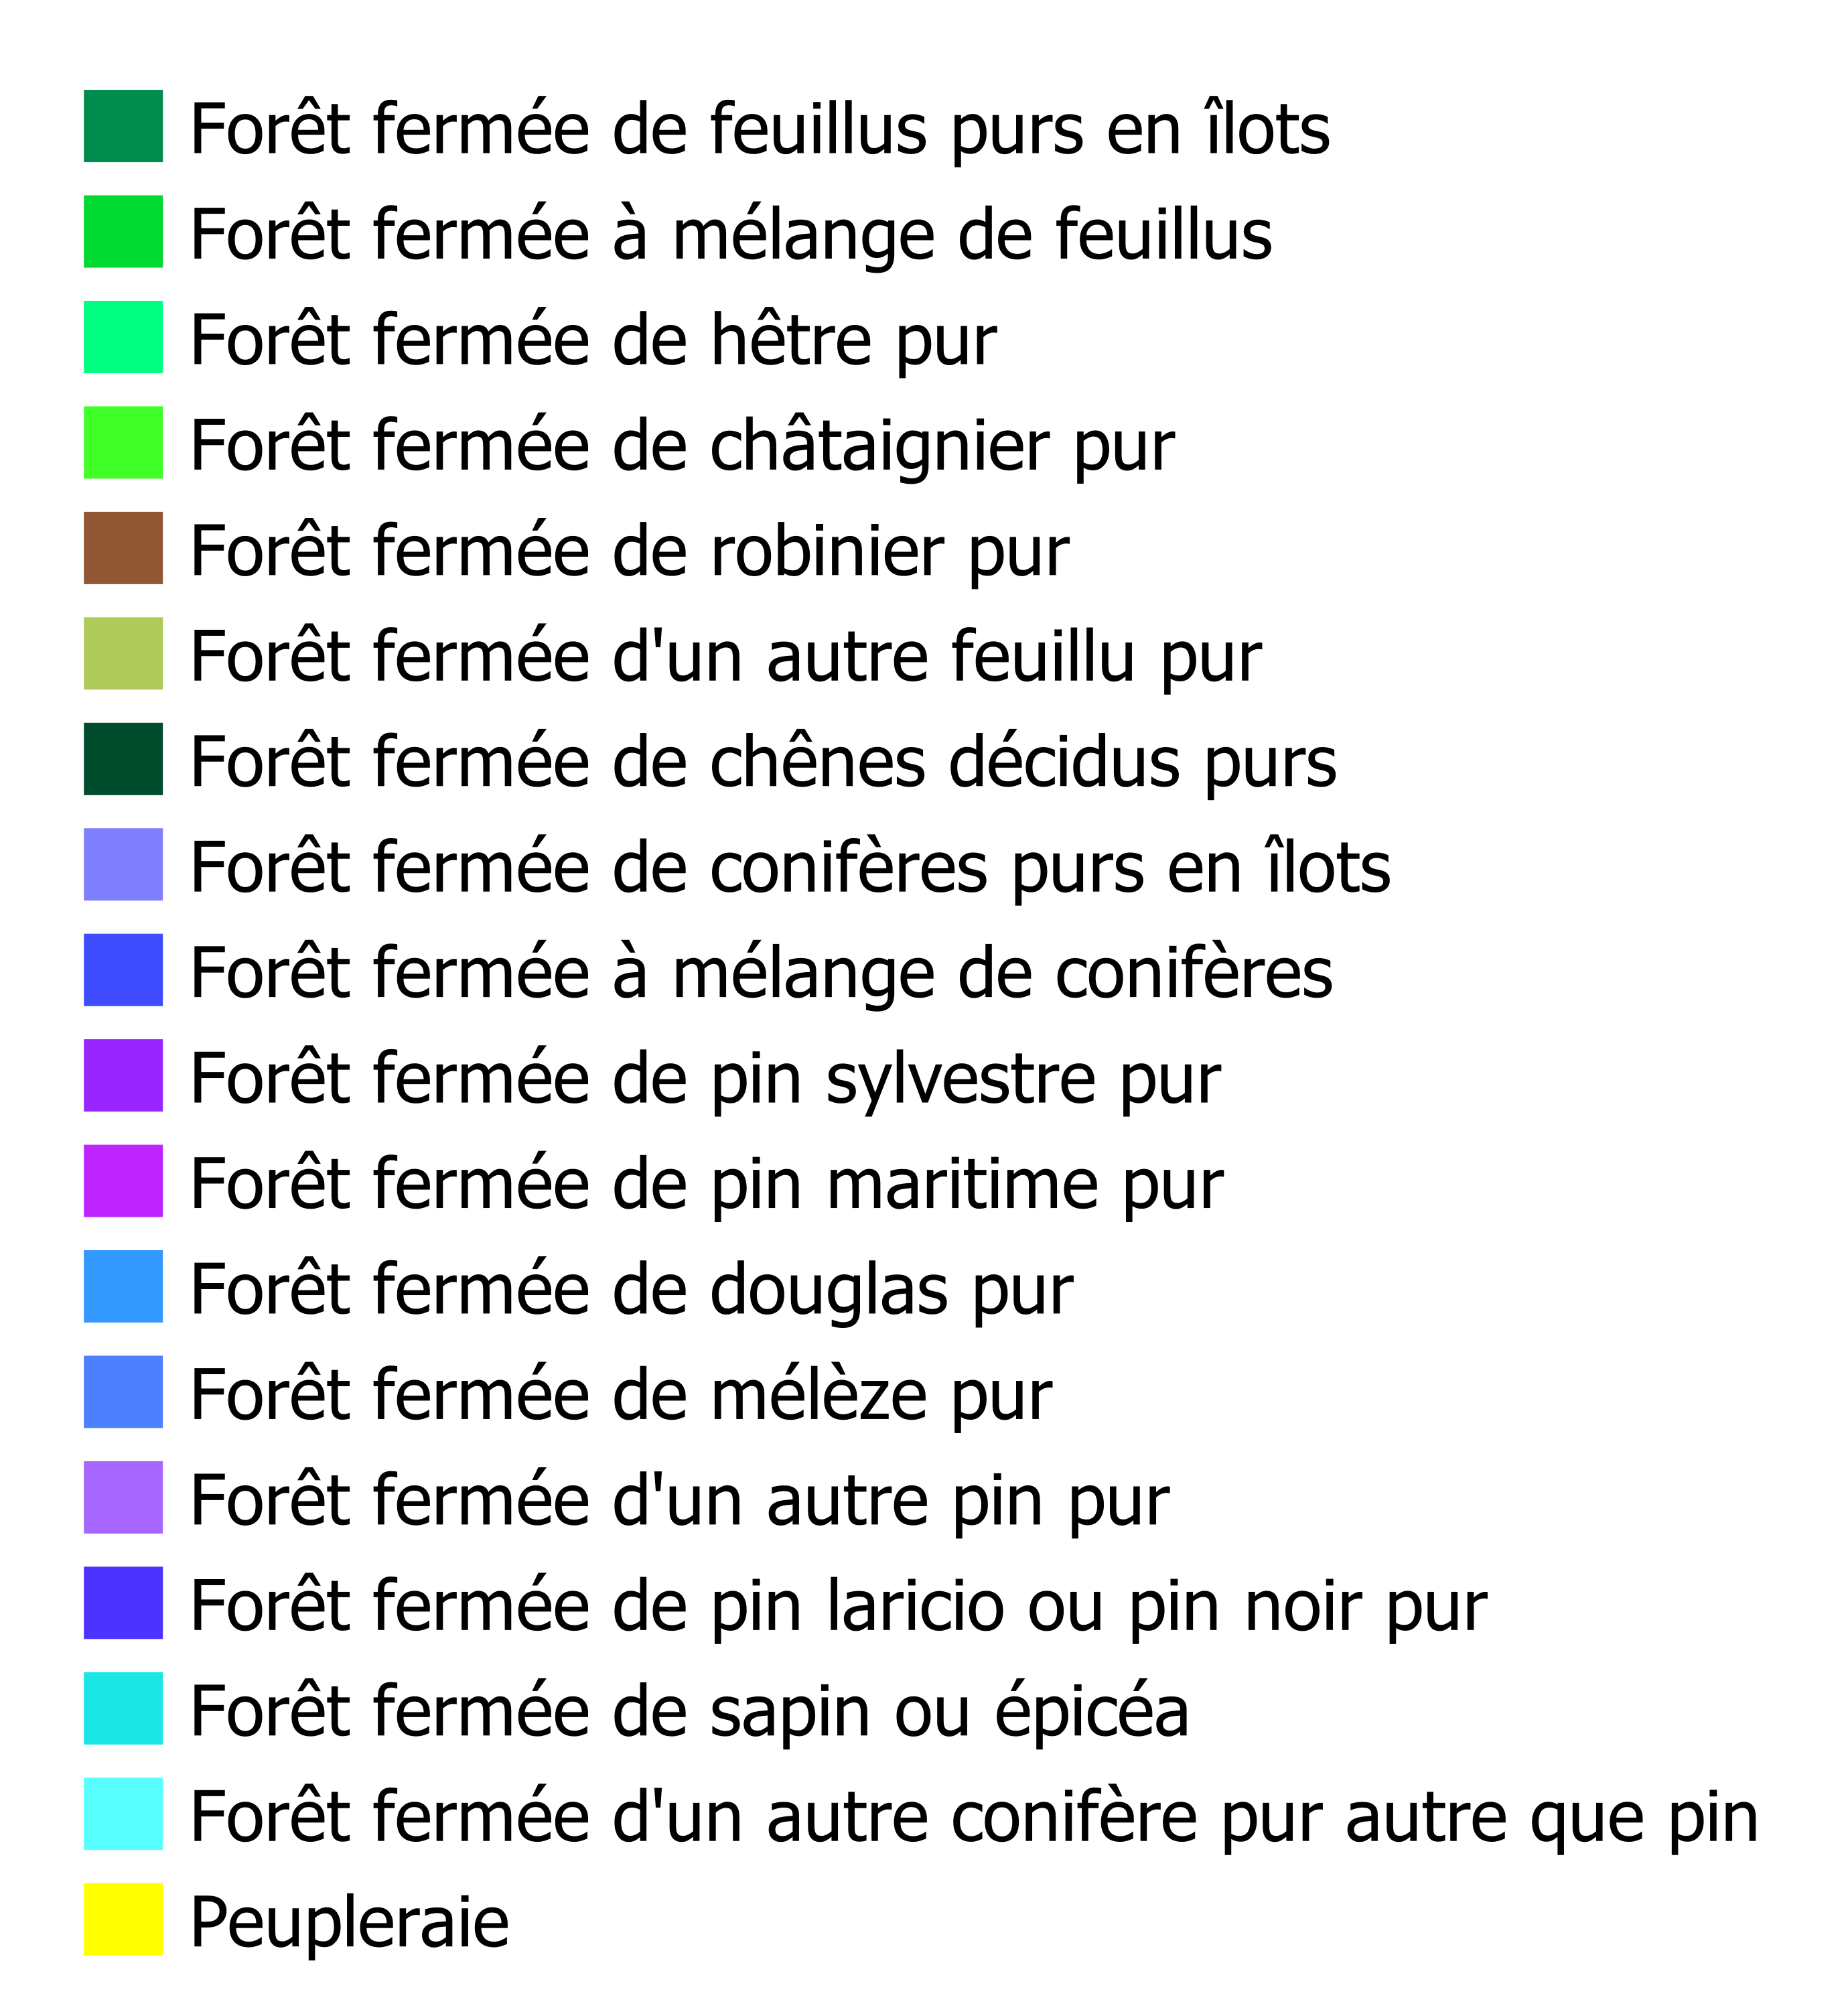 Forêt fermée de feuillus purs en îlots
Forêt fermée à mélange de feuillus
Forêt fermée de hêtre pur
Forêt fermée de châtaignier pur
Forêt fermée de robinier pur
Forêt fermée d'un autre feuillu pur
Forêt fermée de chênes décidus purs
Forêt fermée de conifères purs en îlots
Forêt fermée à mélange de conifères
Forêt fermée de pin sylvestre pur
Forêt fermée de pin maritime pur
Forêt fermée de douglas pur
Forêt fermée de mélèze pur
Forêt fermée d'un autre pin pur
Forêt fermée de pin laricio ou pin noir pur
Forêt fermée de sapin ou épicéa
Forêt fermée d'un autre conifère pur autre que pin
Peupleraie